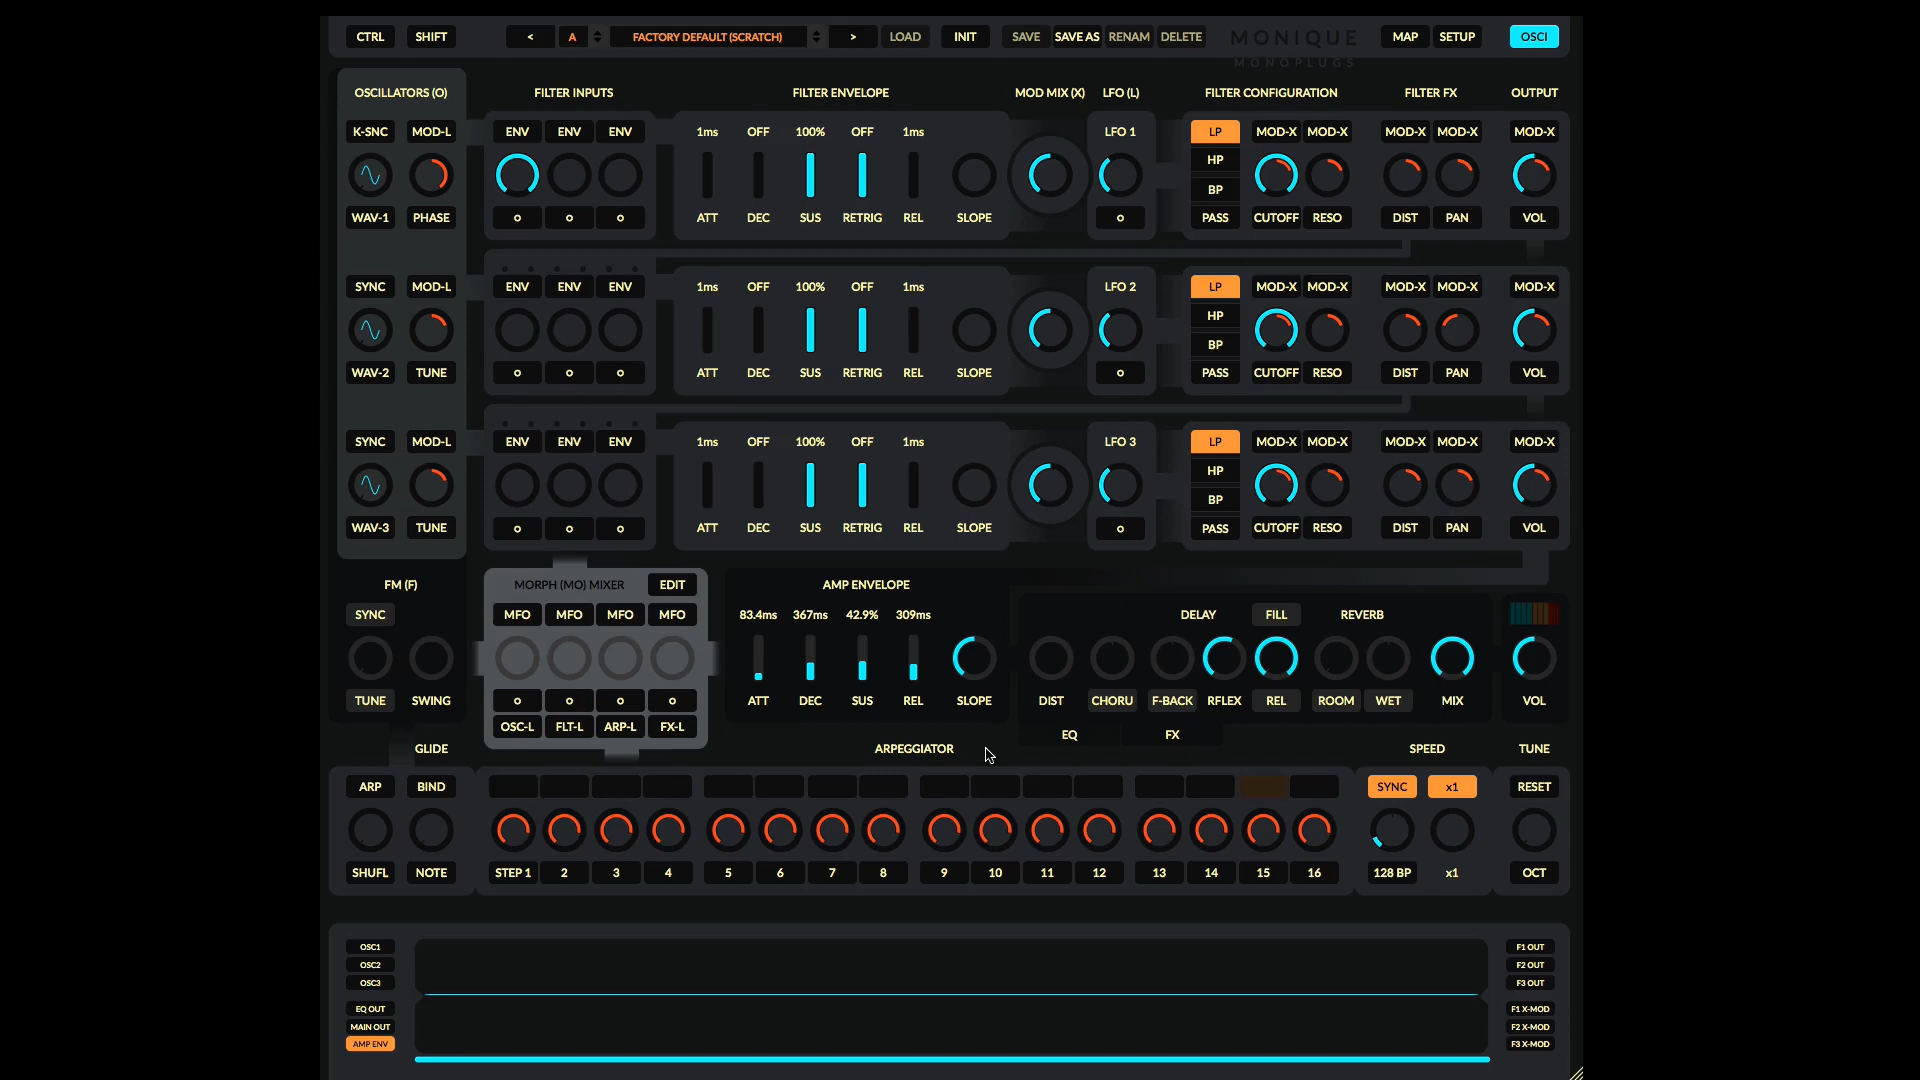 CTRL SHIFT < A FACTORY DEFAULT (SCRATCH) > LOAD INIT SAVE SAVE AS RENAM DELETE MONIQUE MAP SETUP OSCI
MONOPLUGS
OSCILLATORS (O) FILTER INPUTS FILTER ENVELOPE MOD MIX (X) LFO (L) FILTER CONFIGURATION FILTER FX OUTPUT
K-SNC MOD-L ENV ENV ENV 1ms OFF 100% OFF 1ms LFO 1 LP MOD-X MOD-X MOD-X MOD-X MOD-X
HP
BP
WAV-1 PHASE o o o ATT DEC SUS RETRIG REL SLOPE o PASS CUTOFF RESO DIST PAN VOL
SYNC MOD-L ENV ENV ENV 1ms OFF 100% OFF 1ms LFO 2 LP MOD-X MOD-X MOD-X MOD-X MOD-X
HP
BP
WAV-2 TUNE o o o ATT DEC SUS RETRIG REL SLOPE o PASS CUTOFF RESO DIST PAN VOL
SYNC MOD-L ENV ENV ENV 1ms OFF 100% OFF 1ms LFO 3 LP MOD-X MOD-X MOD-X MOD-X MOD-X
HP
BP
WAV-3 TUNE o o o ATT DEC SUS RETRIG REL SLOPE o PASS CUTOFF RESO DIST PAN VOL
FM (F) MORPH (MO) MIXER EDIT AMP ENVELOPE
SYNC MFO MFO MFO MFO 83.4ms 367ms 42.9% 309ms DELAY FILL REVERB
TUNE SWING o o o o ATT DEC SUS REL SLOPE DIST CHORU F-BACK RFLEX REL ROOM WET MIX VOL
OSC-L FLT-L ARP-L FX-L
EQ FX
GLIDE ARPEGGIATOR SPEED TUNE
ARP BIND SYNC x1 RESET
SHUFL NOTE STEP 1 2 3 4 5 6 7 8 9 10 11 12 13 14 15 16 128 BP x1 OCT
OSC1 F1 OUT
OSC2 F2 OUT
OSC3 F3 OUT
EQ OUT F1 X-MOD
MAIN OUT F2 X-MOD
AMP ENV F3 X-MOD